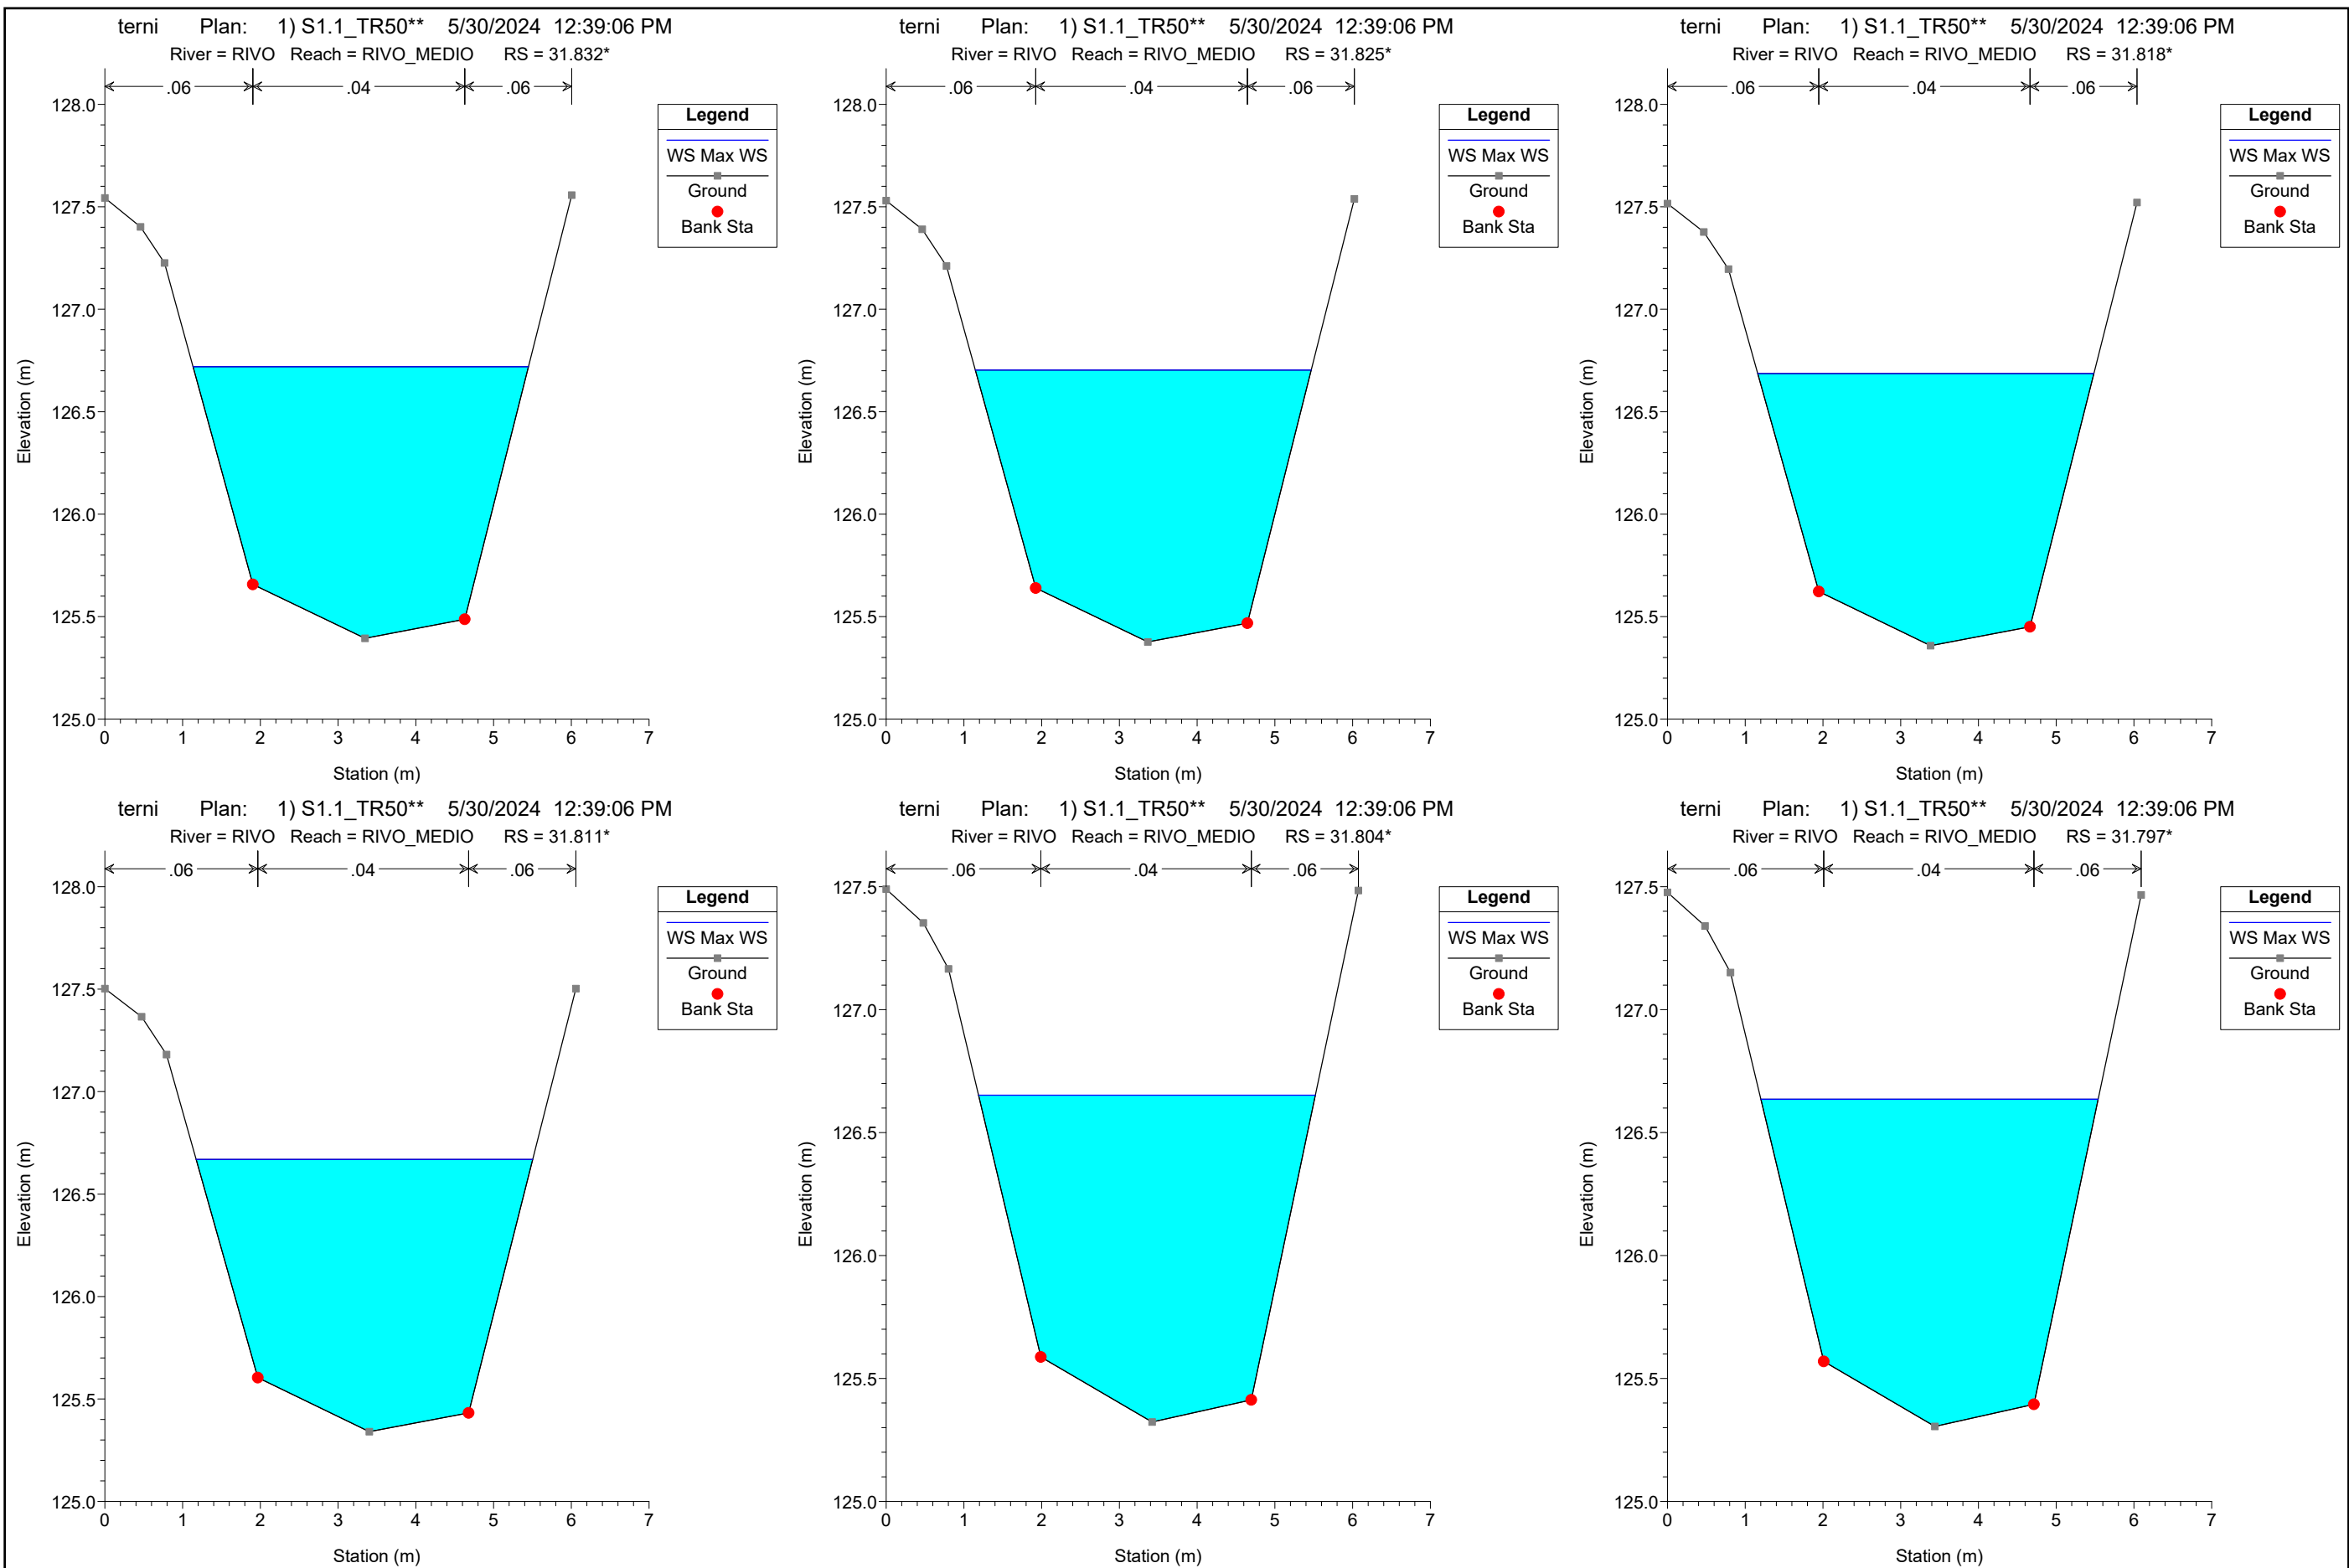 terni Plan: 1) S1.1_TR50** 5/30/2024 12:39:06 PM
River = RIVO Reach = RIVO_MEDIO RS = 31.832*
.06 .04 .06
128.0
127.5
127.0
126.5
126.0
125.5
125.0
Elevation (m)
0 1 2 3 4 5 6 7
Station (m)
Legend
WS Max WS
Ground
Bank Sta
terni Plan: 1) S1.1_TR50** 5/30/2024 12:39:06 PM
River = RIVO Reach = RIVO_MEDIO RS = 31.825*
.06 .04 .06
128.0
127.5
127.0
126.5
126.0
125.5
125.0
Elevation (m)
0 1 2 3 4 5 6 7
Station (m)
Legend
WS Max WS
Ground
Bank Sta
terni Plan: 1) S1.1_TR50** 5/30/2024 12:39:06 PM
River = RIVO Reach = RIVO_MEDIO RS = 31.818*
.06 .04 .06
128.0
127.5
127.0
126.5
126.0
125.5
125.0
Elevation (m)
0 1 2 3 4 5 6 7
Station (m)
Legend
WS Max WS
Ground
Bank Sta
terni Plan: 1) S1.1_TR50** 5/30/2024 12:39:06 PM
River = RIVO Reach = RIVO_MEDIO RS = 31.811*
.06 .04 .06
128.0
127.5
127.0
126.5
126.0
125.5
125.0
Elevation (m)
0 1 2 3 4 5 6 7
Station (m)
Legend
WS Max WS
Ground
Bank Sta
terni Plan: 1) S1.1_TR50** 5/30/2024 12:39:06 PM
River = RIVO Reach = RIVO_MEDIO RS = 31.804*
.06 .04 .06
127.5
127.0
126.5
126.0
125.5
125.0
Elevation (m)
0 1 2 3 4 5 6 7
Station (m)
Legend
WS Max WS
Ground
Bank Sta
terni Plan: 1) S1.1_TR50** 5/30/2024 12:39:06 PM
River = RIVO Reach = RIVO_MEDIO RS = 31.797*
.06 .04 .06
127.5
127.0
126.5
126.0
125.5
125.0
Elevation (m)
0 1 2 3 4 5 6 7
Station (m)
Legend
WS Max WS
Ground
Bank Sta